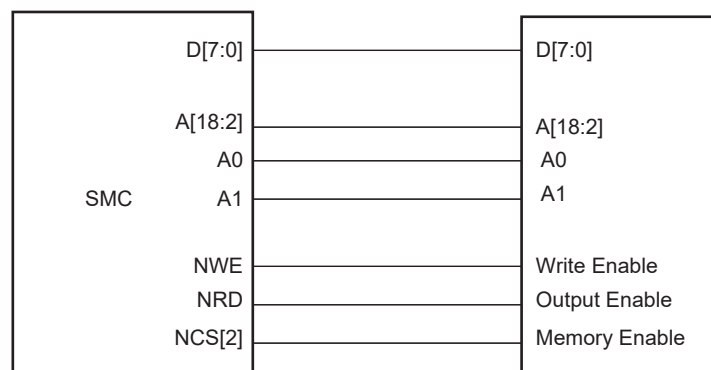 D[7:0] D[7:0]
A[18:2] A[18:2]
A0 A0
SMC A1 A1
NWE Write Enable
NRD Output Enable
NCS[2] Memory Enable